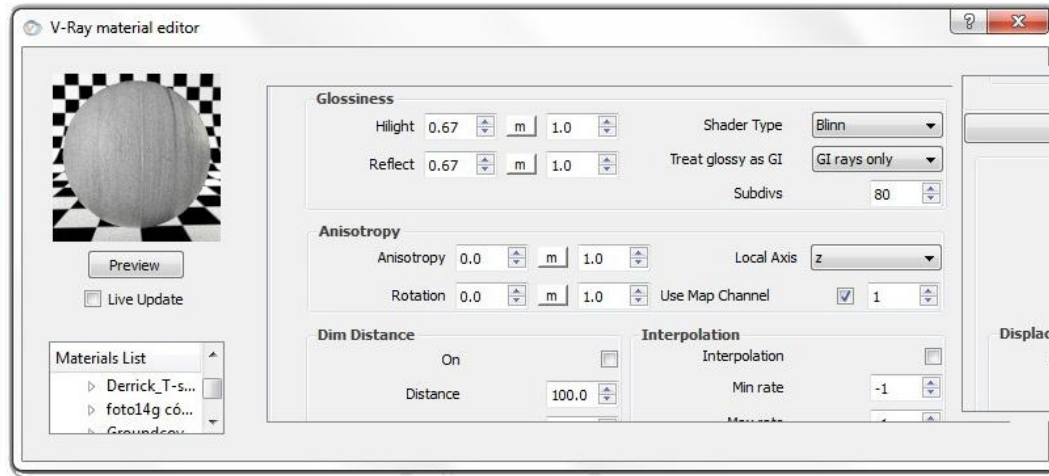 V-Ray material editor
?
X
Glossiness
Hilight 0.67 m 1.0 Shader Type Blinn
Reflect 0.67 m 1.0 Treat glossy as GI GI rays only
Subdivs 80
Anisotropy
Anisotropy 0.0 m 1.0 Local Axis z
Rotation 0.0 m 1.0 Use Map Channel 1
Preview
Live Update
Dim Distance
On
Distance 100.0
Interpolation
Interpolation
Min rate -1
Displac
Materials List
Derrick_T-s...
foto14g có...